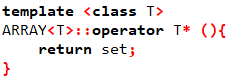 template <class T>
ARRAY<T>::operator T* (){
    return set;
}